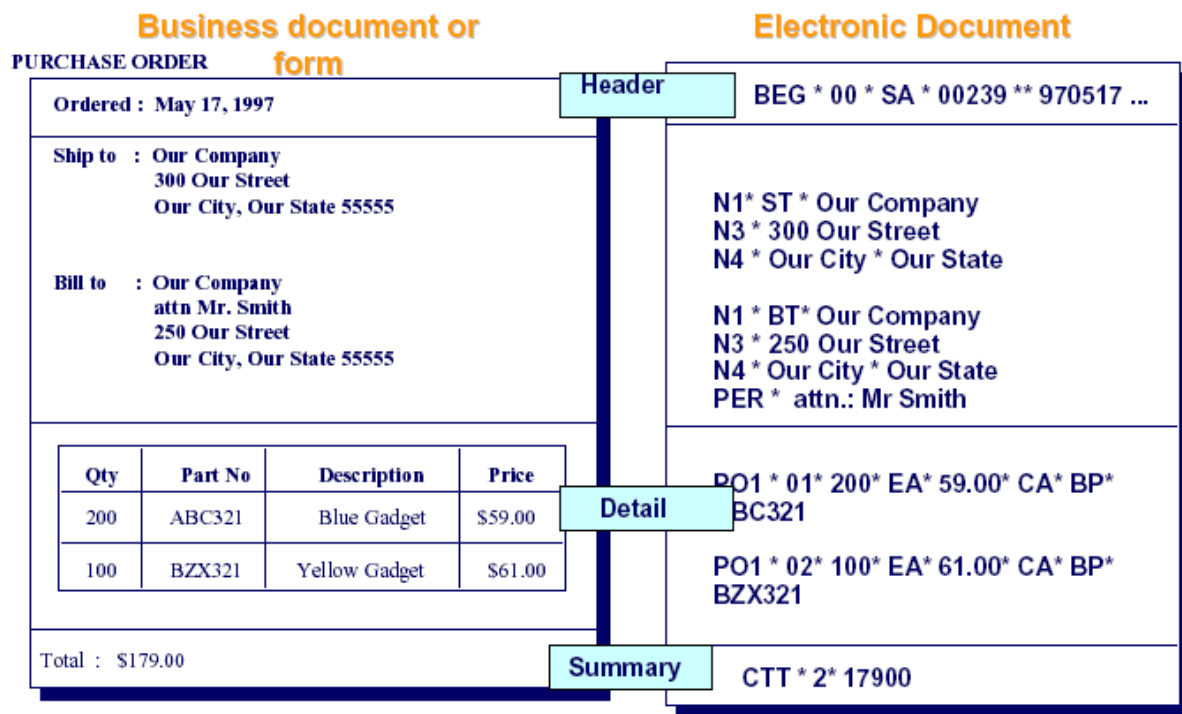 Business document or
form
PURCHASE ORDER
Ordered : May 17, 1997
Ship to : Our Company
300 Our Street
Our City, Our State 55555
Bill to : Our Company
attn Mr. Smith
250 Our Street
Our City, Our State 55555
Qty Part No Description Price
200 ABC321 Blue Gadget $59.00
100 BZX321 Yellow Gadget $61.00
Total : $179.00
Header
Detail
Summary
Electronic Document
BEG * 00 * SA * 00239 ** 970517 ...
N1* ST * Our Company
N3 * 300 Our Street
N4 * Our City * Our State
N1 * BT* Our Company
N3 * 250 Our Street
N4 * Our City * Our State
PER * attn.: Mr Smith
PO1 * 01* 200* EA* 59.00* CA* BP*
ABC321
PO1 * 02* 100* EA* 61.00* CA* BP*
BZX321
CTT * 2* 17900